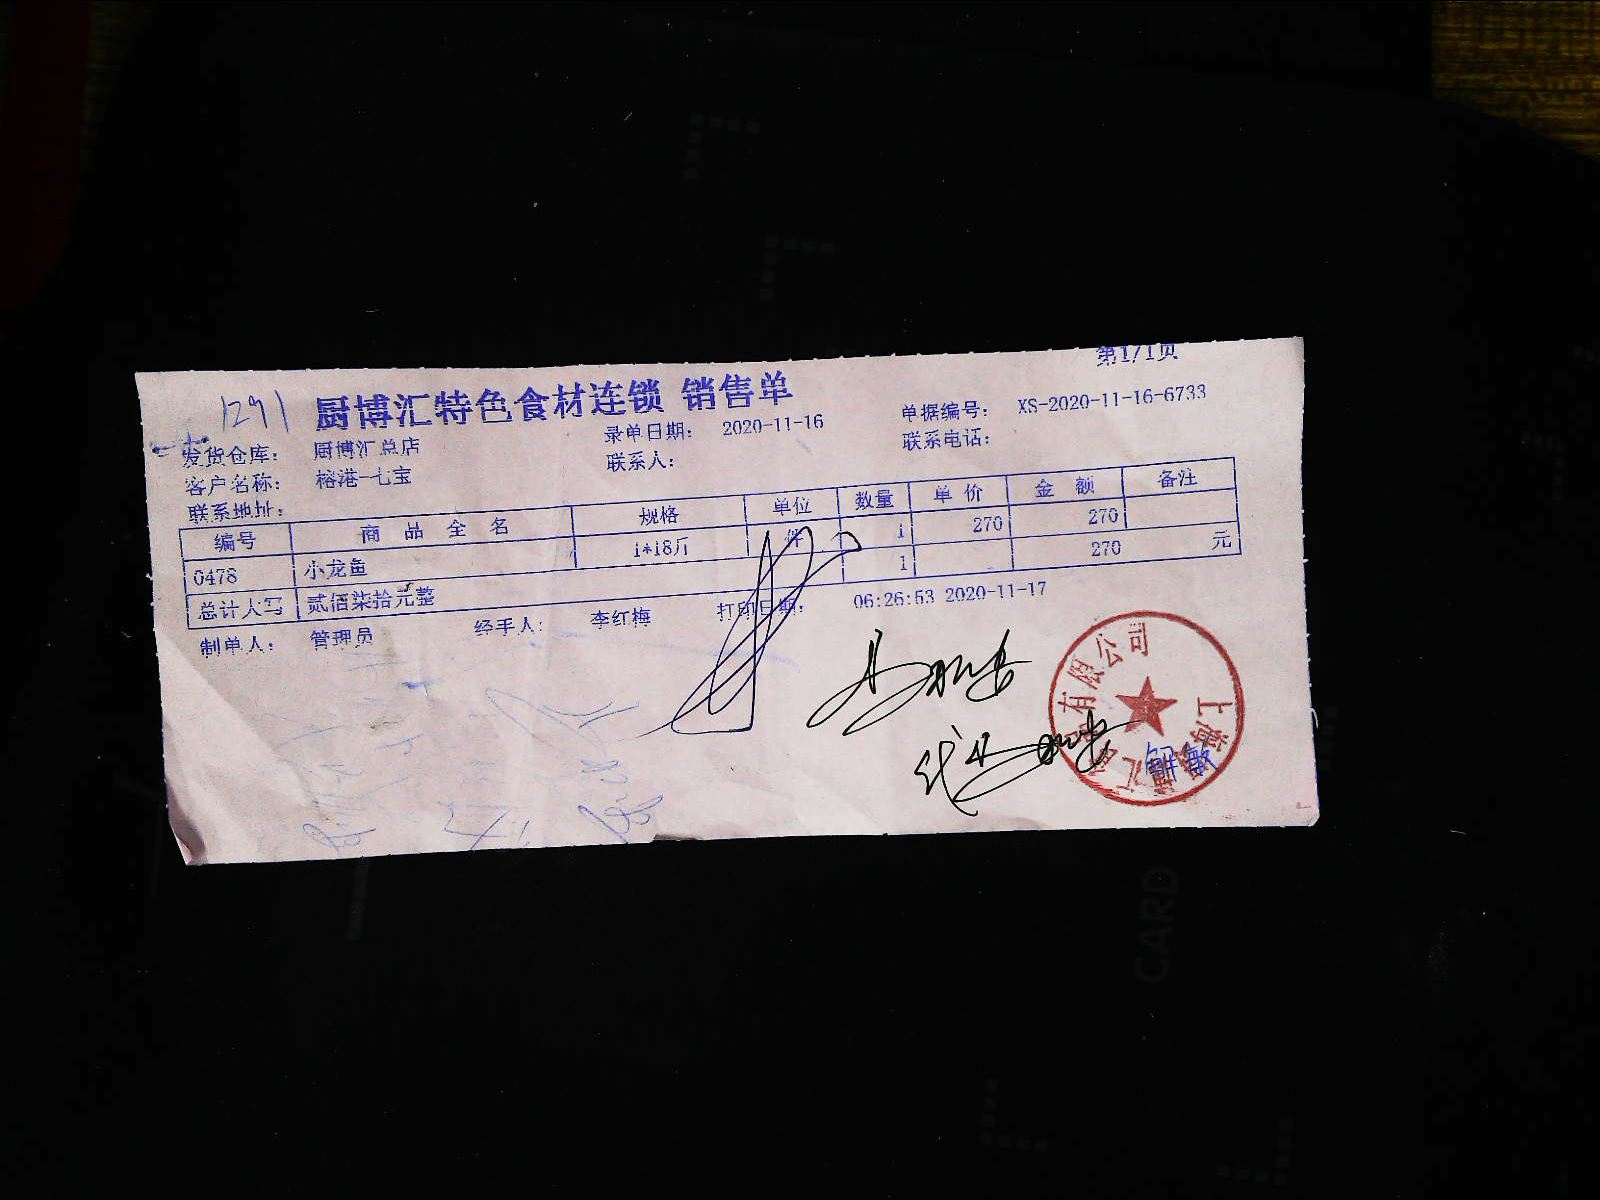 第1/1页
1291
厨博汇特色食材连锁 销售单
发货仓库: 厨博汇总店 录单日期: 2020-11-16 单据编号: XS-2020-11-16-6733
客户名称: 榕港-七宝 联系人: 联系电话:
联系地址:
编号 商品全名 规格 单位 数量 单价 金额 备注
0478 小龙鱼 1*18斤 件 1 270 270
总计大写 贰佰柒拾元整 1 270 元
制单人: 管理员 经手人: 李红梅 打印日期: 06:26:53 2020-11-17
有限公司
上海